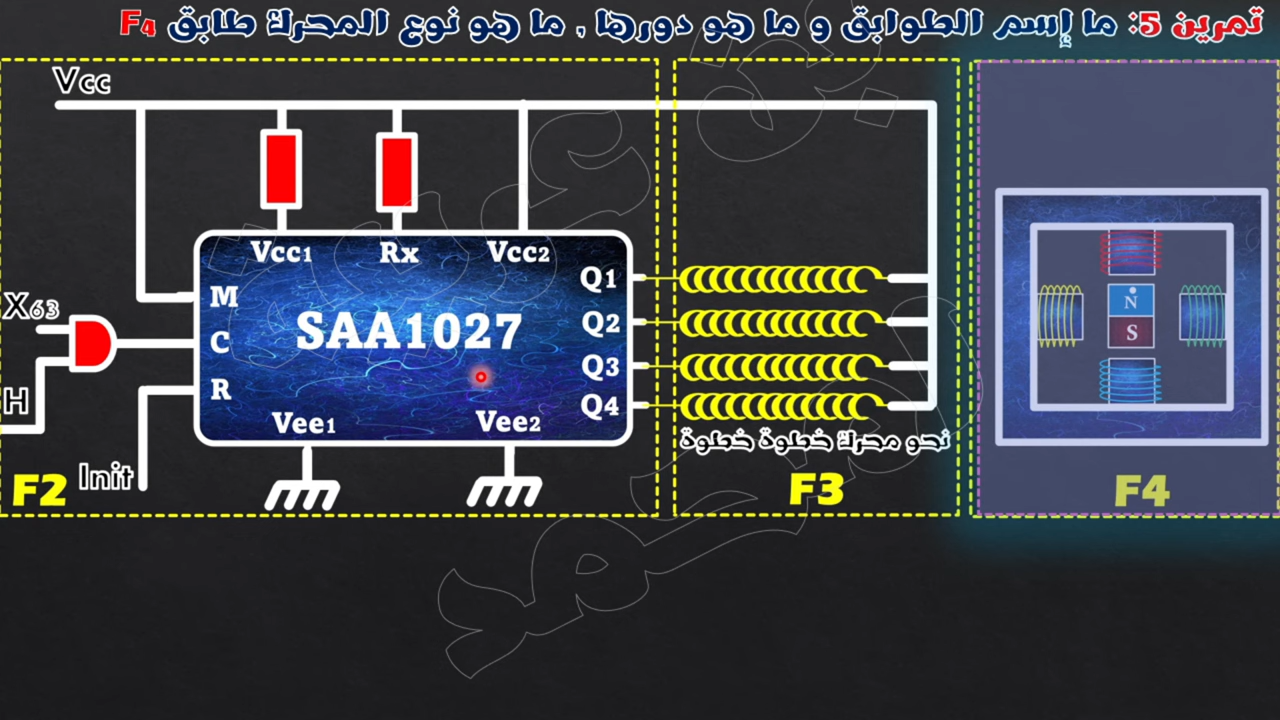 تمرين 5: ما إسم الطوابق و ما هو دورها , ما هو نوع المحرك طابق F4
Vcc
Vcc1 Rx Vcc2
M
C
R
SAA1027
Q1
Q2
Q3
Q4
Vee1 Vee2
X63
H
Init
F2
نحو محرك خطوة خطوة
F3
N
S
F4